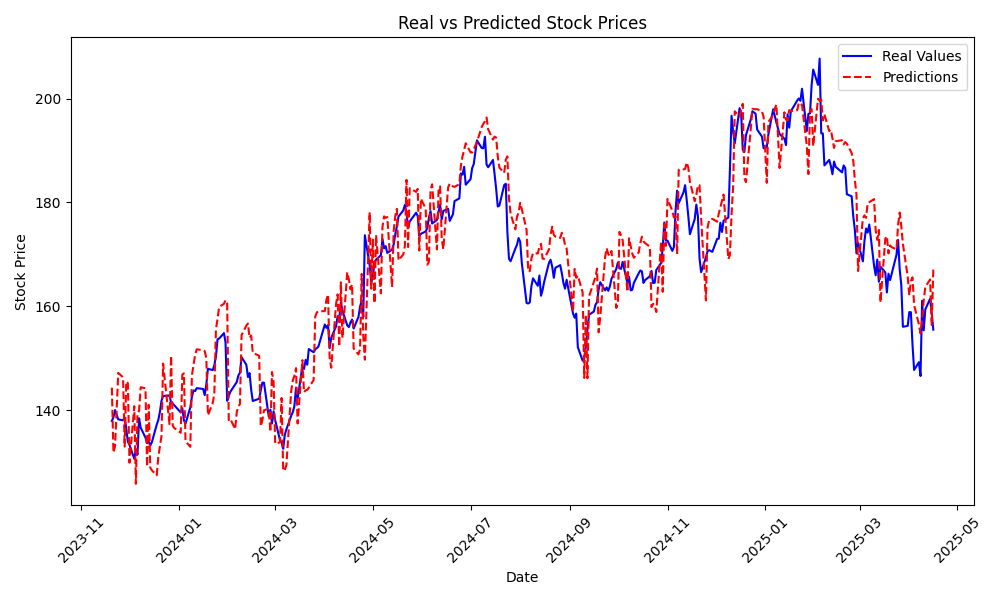 Real vs Predicted Stock Prices
Real Values
Predictions
Stock Price
200
180
160
140
2023-11
2024-01
2024-03
2024-05
2024-07
2024-09
2024-11
2025-01
2025-03
2025-05
Date